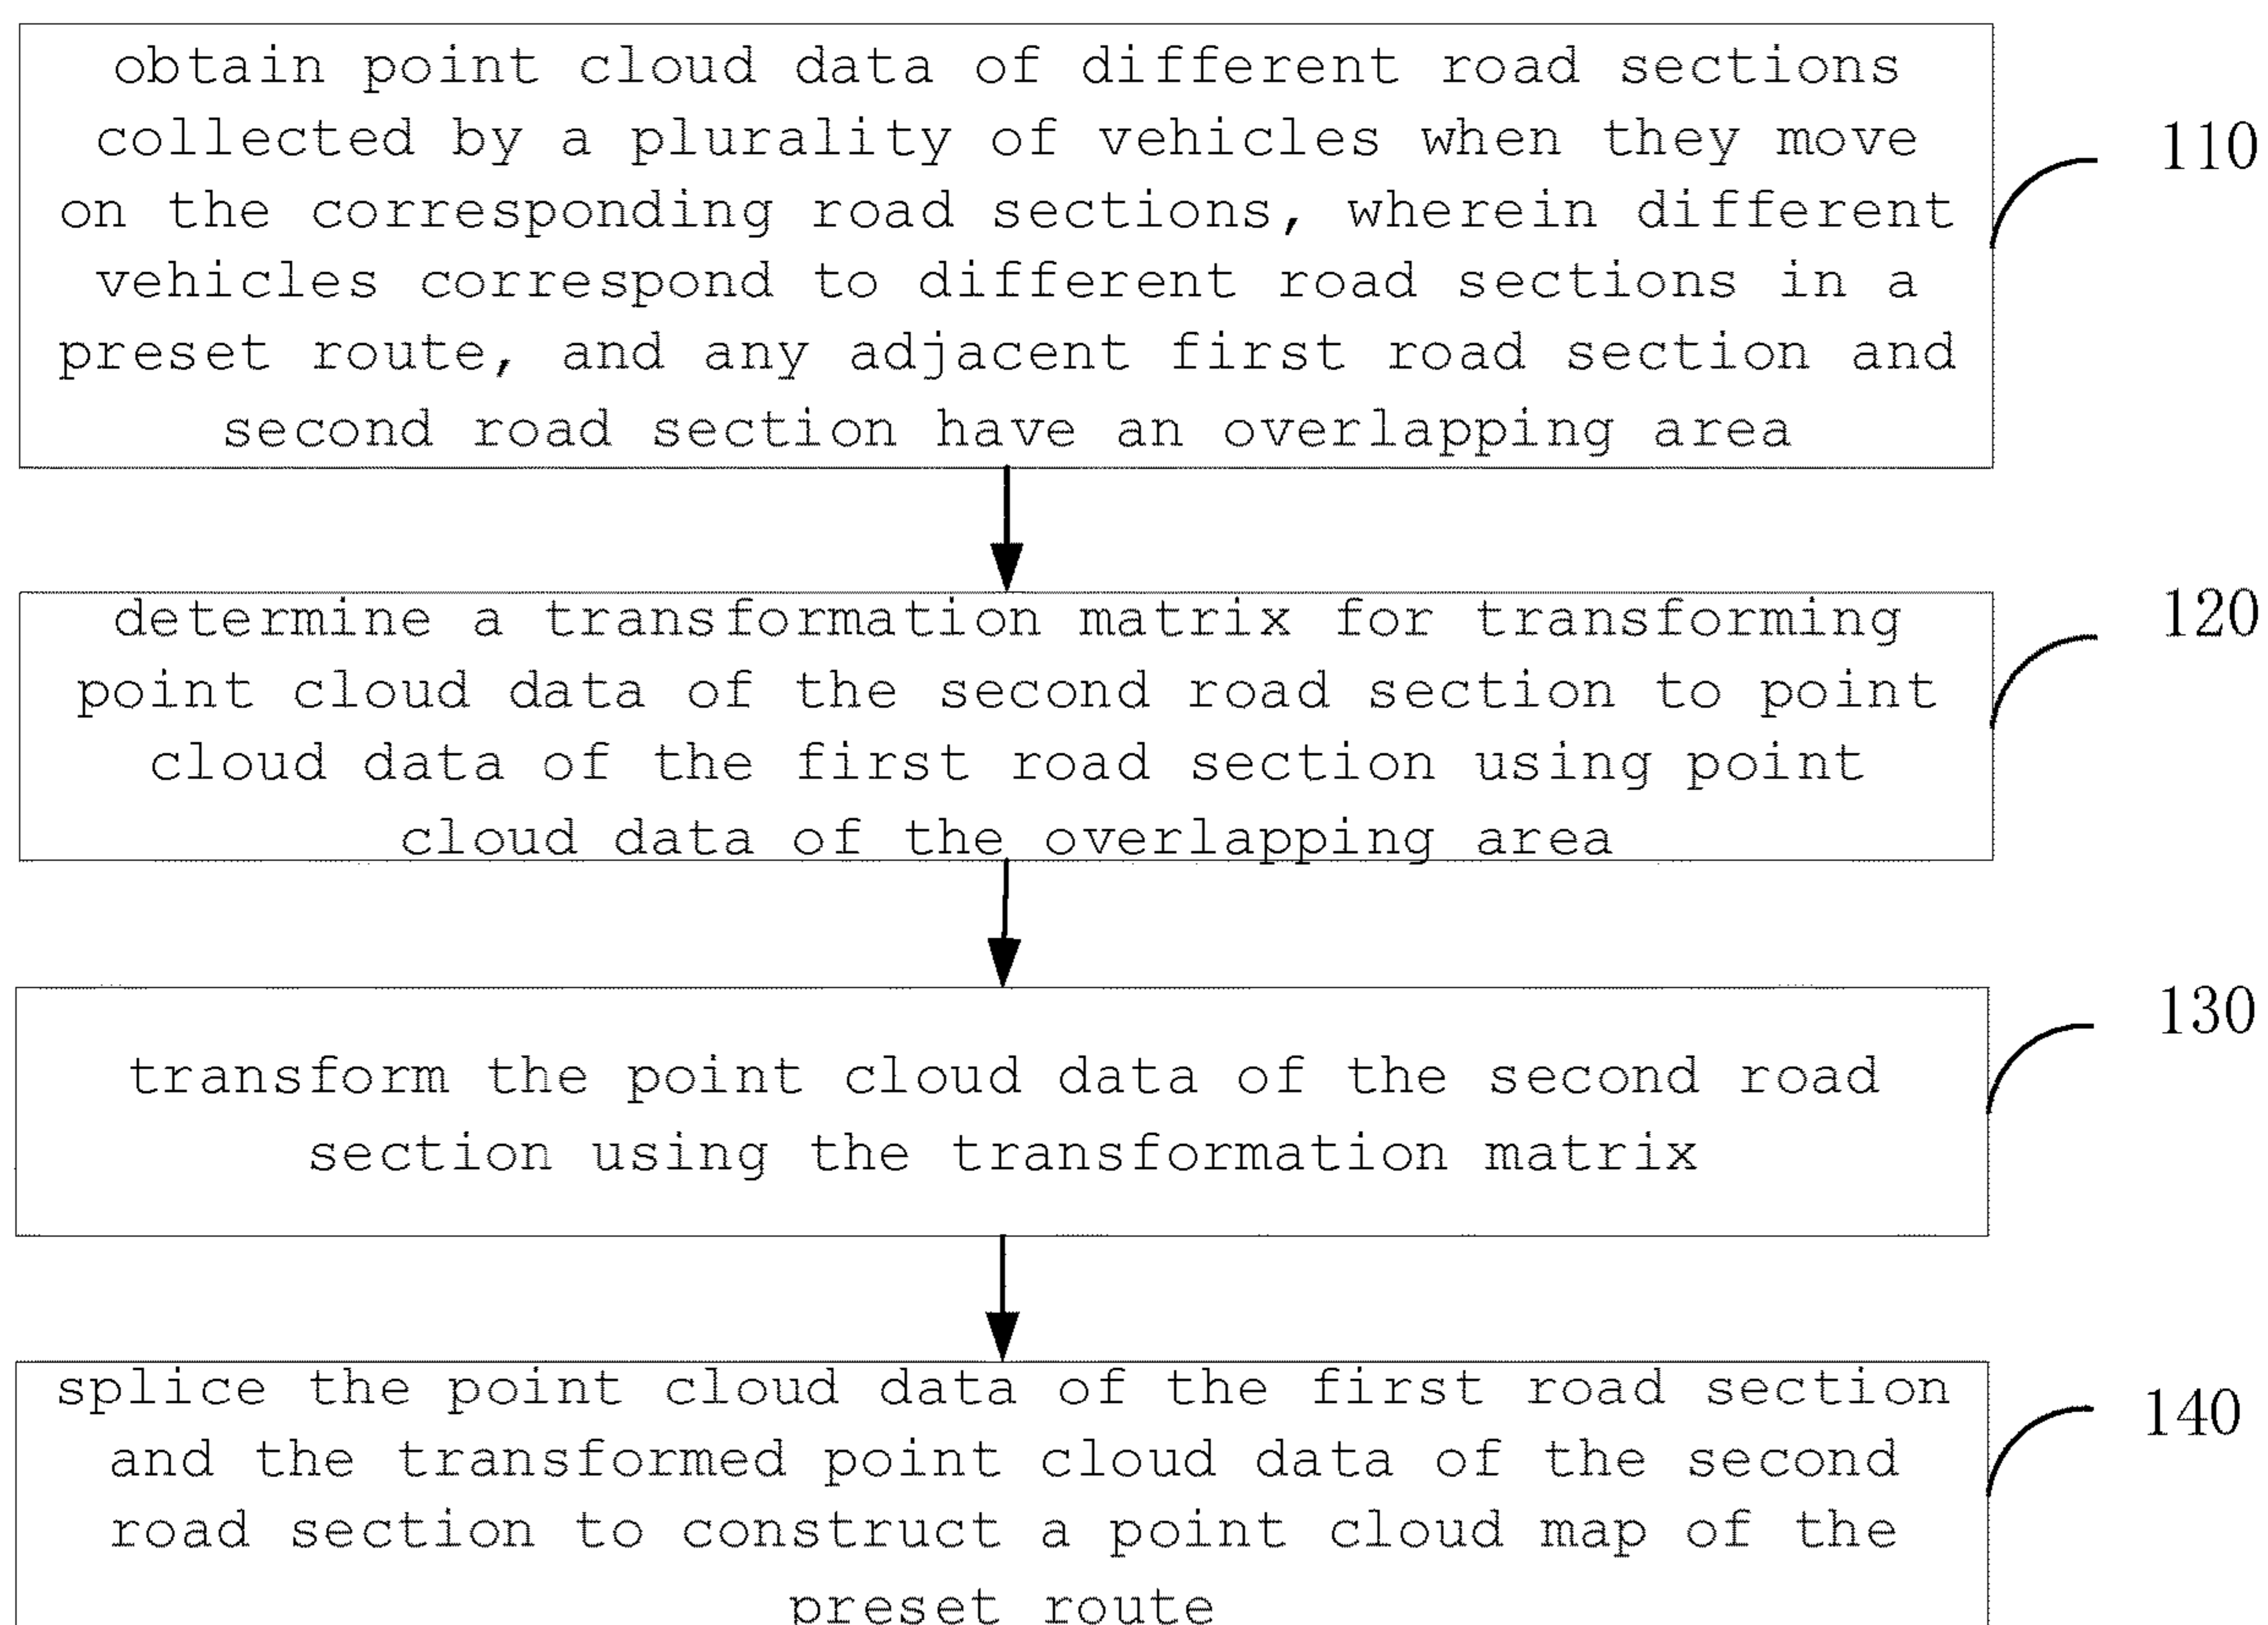 obtain point cloud data of different road sections
collected by a plurality of vehicles when they move
on the corresponding road sections, wherein different
vehicles correspond to different road sections in a
preset route, and any adjacent first road section and
second road section have an overlapping area
110
determine a transformation matrix for transforming
point cloud data of the second road section to point
cloud data of the first road section using point
cloud data of the overlapping area
120
transform the point cloud data of the second road
section using the transformation matrix
130
splice the point cloud data of the first road section
and the transformed point cloud data of the second
road section to construct a point cloud map of the
preset route
140